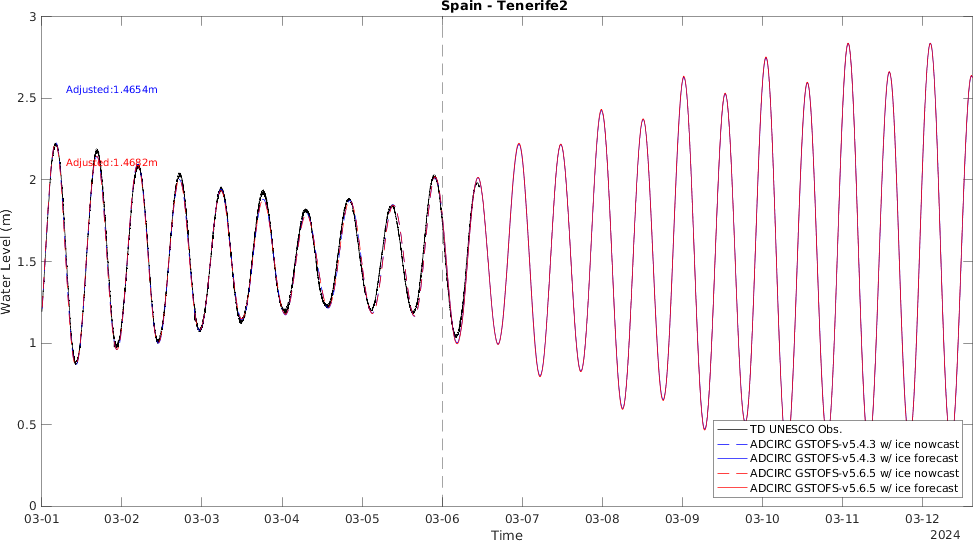 Spain - Tenerife2
3
2.5
2
1.5
1
0.5
0
Water Level (m)
Adjusted:1.4654m
Adjusted:1.4682m
TD UNESCO Obs.
ADCIRC GSTOFS-v5.4.3 w/ ice nowcast
ADCIRC GSTOFS-v5.4.3 w/ ice forecast
ADCIRC GSTOFS-v5.6.5 w/ ice nowcast
ADCIRC GSTOFS-v5.6.5 w/ ice forecast
03-01 03-02 03-03 03-04 03-05 03-06 03-07 03-08 03-09 03-10 03-11 03-12
Time
2024